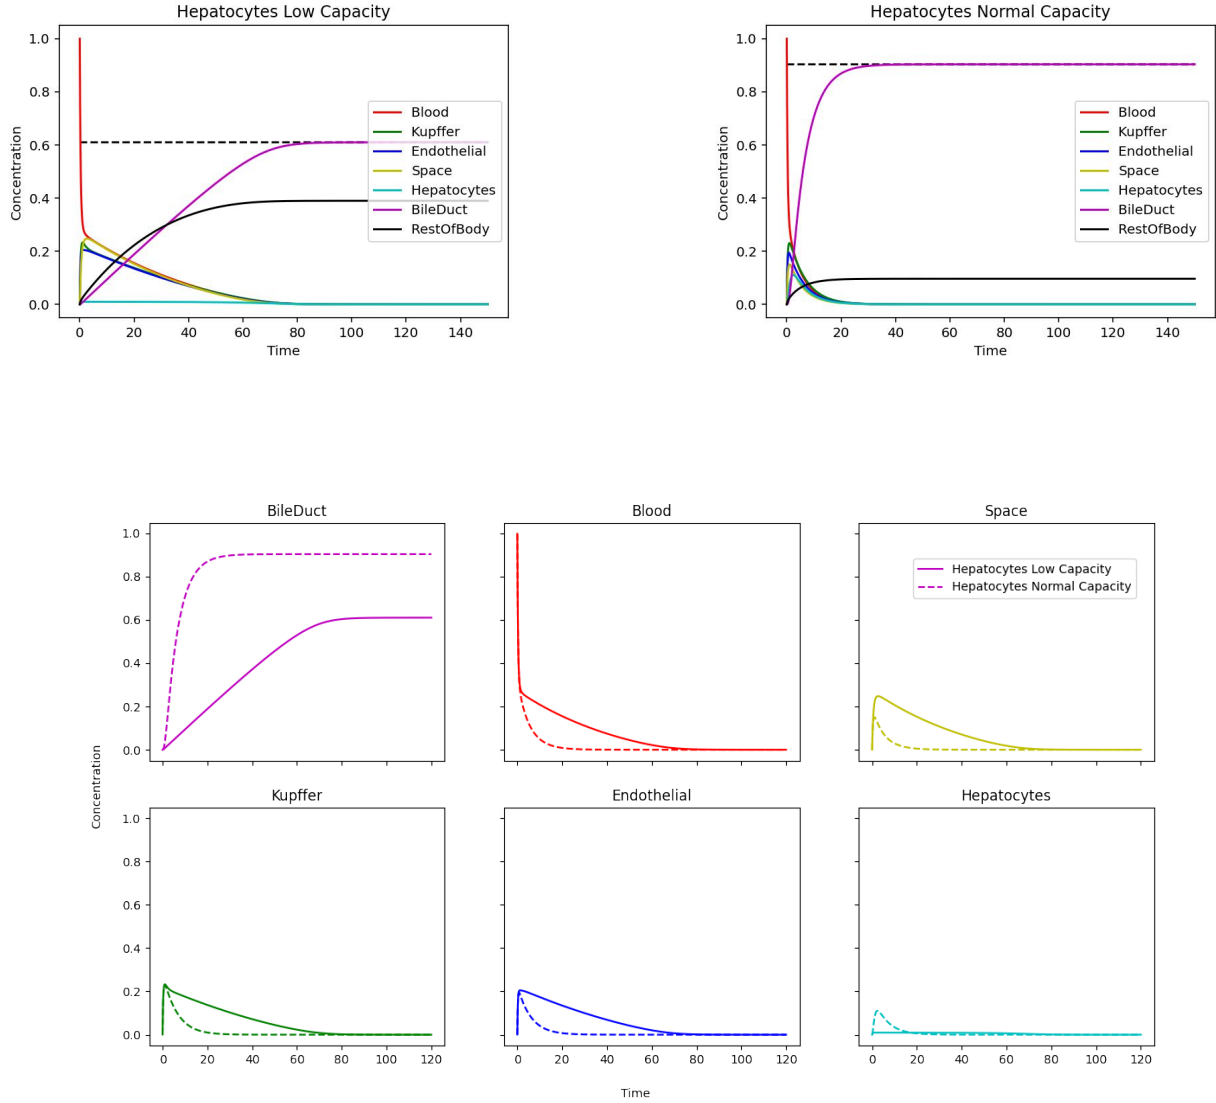 Hepatocytes Low Capacity
Concentration
1.0
0.8
0.6
0.4
0.2
0.0
Blood
Kupffer
Endothelial
Space
Hepatocytes
BileDuct
RestOfBody
0 20 40 60 80 100 120 140
Time
Hepatocytes Normal Capacity
Concentration
1.0
0.8
0.6
0.4
0.2
0.0
Blood
Kupffer
Endothelial
Space
Hepatocytes
BileDuct
RestOfBody
0 20 40 60 80 100 120 140
Time
BileDuct
1.0
0.8
0.6
0.4
0.2
0.0
Blood
Space
Hepatocytes Low Capacity
Hepatocytes Normal Capacity
Concentration
Kupffer
1.0
0.8
0.6
0.4
0.2
0.0
0 20 40 60 80 100 120
Endothelial
0 20 40 60 80 100 120
Hepatocytes
0 20 40 60 80 100 120
Time